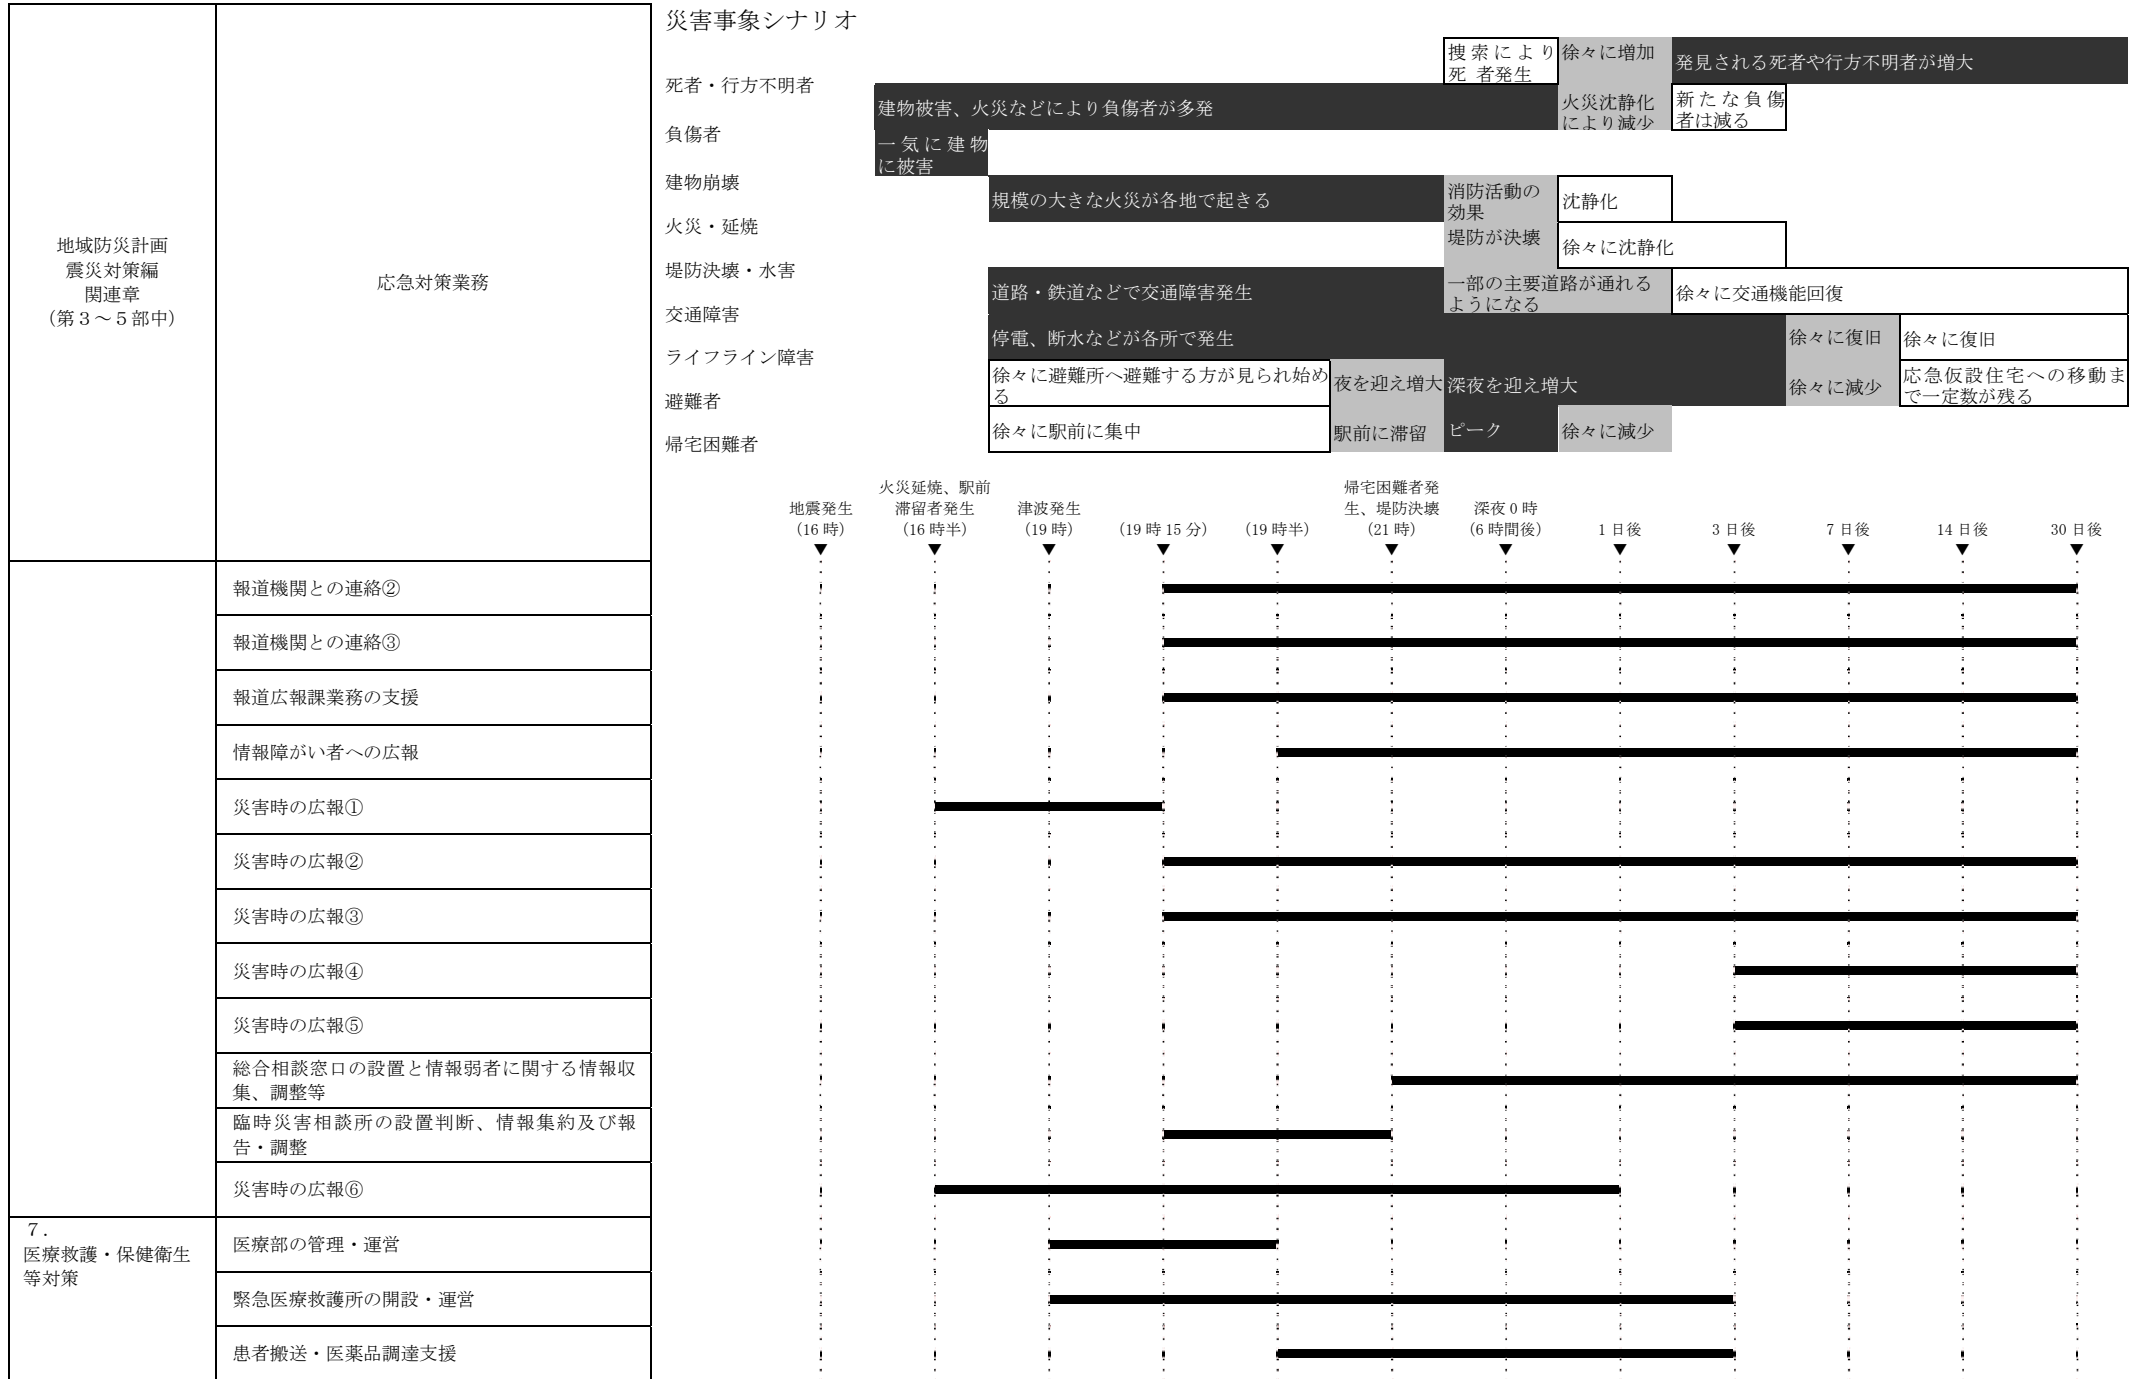 災害事象シナリオ
地域防災計画
震災対策編
関連章
（第３～５部中）
応急対策業務
死者・行方不明者
捜索により
死 者発生
徐々に増加
発見される死者や行方不明者が増大
負傷者
建物被害、火災などにより負傷者が多発
火災沈静化
により減少
新たな負傷
者は減る
建物崩壊
一気に建物
に被害
火災・延焼
規模の大きな火災が各地で起きる
消防活動の
効果
沈静化
堤防決壊・水害
堤防が決壊
徐々に沈静化
交通障害
道路・鉄道などで交通障害発生
一部の主要道路が通れる
ようになる
徐々に交通機能回復
ライフライン障害
停電、断水などが各所で発生
徐々に復旧
徐々に復旧
避難者
徐々に避難所へ避難する方が見られ始め
る
夜を迎え増大
深夜を迎え増大
徐々に減少
応急仮設住宅への移動ま
で一定数が残る
帰宅困難者
徐々に駅前に集中
駅前に滞留
ピーク
徐々に減少
地震発生
（16 時）
火災延焼、駅前
滞留者発生
（16 時半）
津波発生
（19 時）
（19 時 15 分）
（19 時半）
帰宅困難者発
生、堤防決壊
（21 時）
深夜 0 時
（6 時間後）
1 日後
3 日後
7 日後
14 日後
30 日後
報道機関との連絡②
報道機関との連絡③
報道広報課業務の支援
情報障がい者への広報
災害時の広報①
災害時の広報②
災害時の広報③
災害時の広報④
災害時の広報⑤
総合相談窓口の設置と情報弱者に関する情報収
集、調整等
臨時災害相談所の設置判断、情報集約及び報
告・調整
災害時の広報⑥
７．
医療救護・保健衛生
等対策
医療部の管理・運営
緊急医療救護所の開設・運営
患者搬送・医薬品調達支援